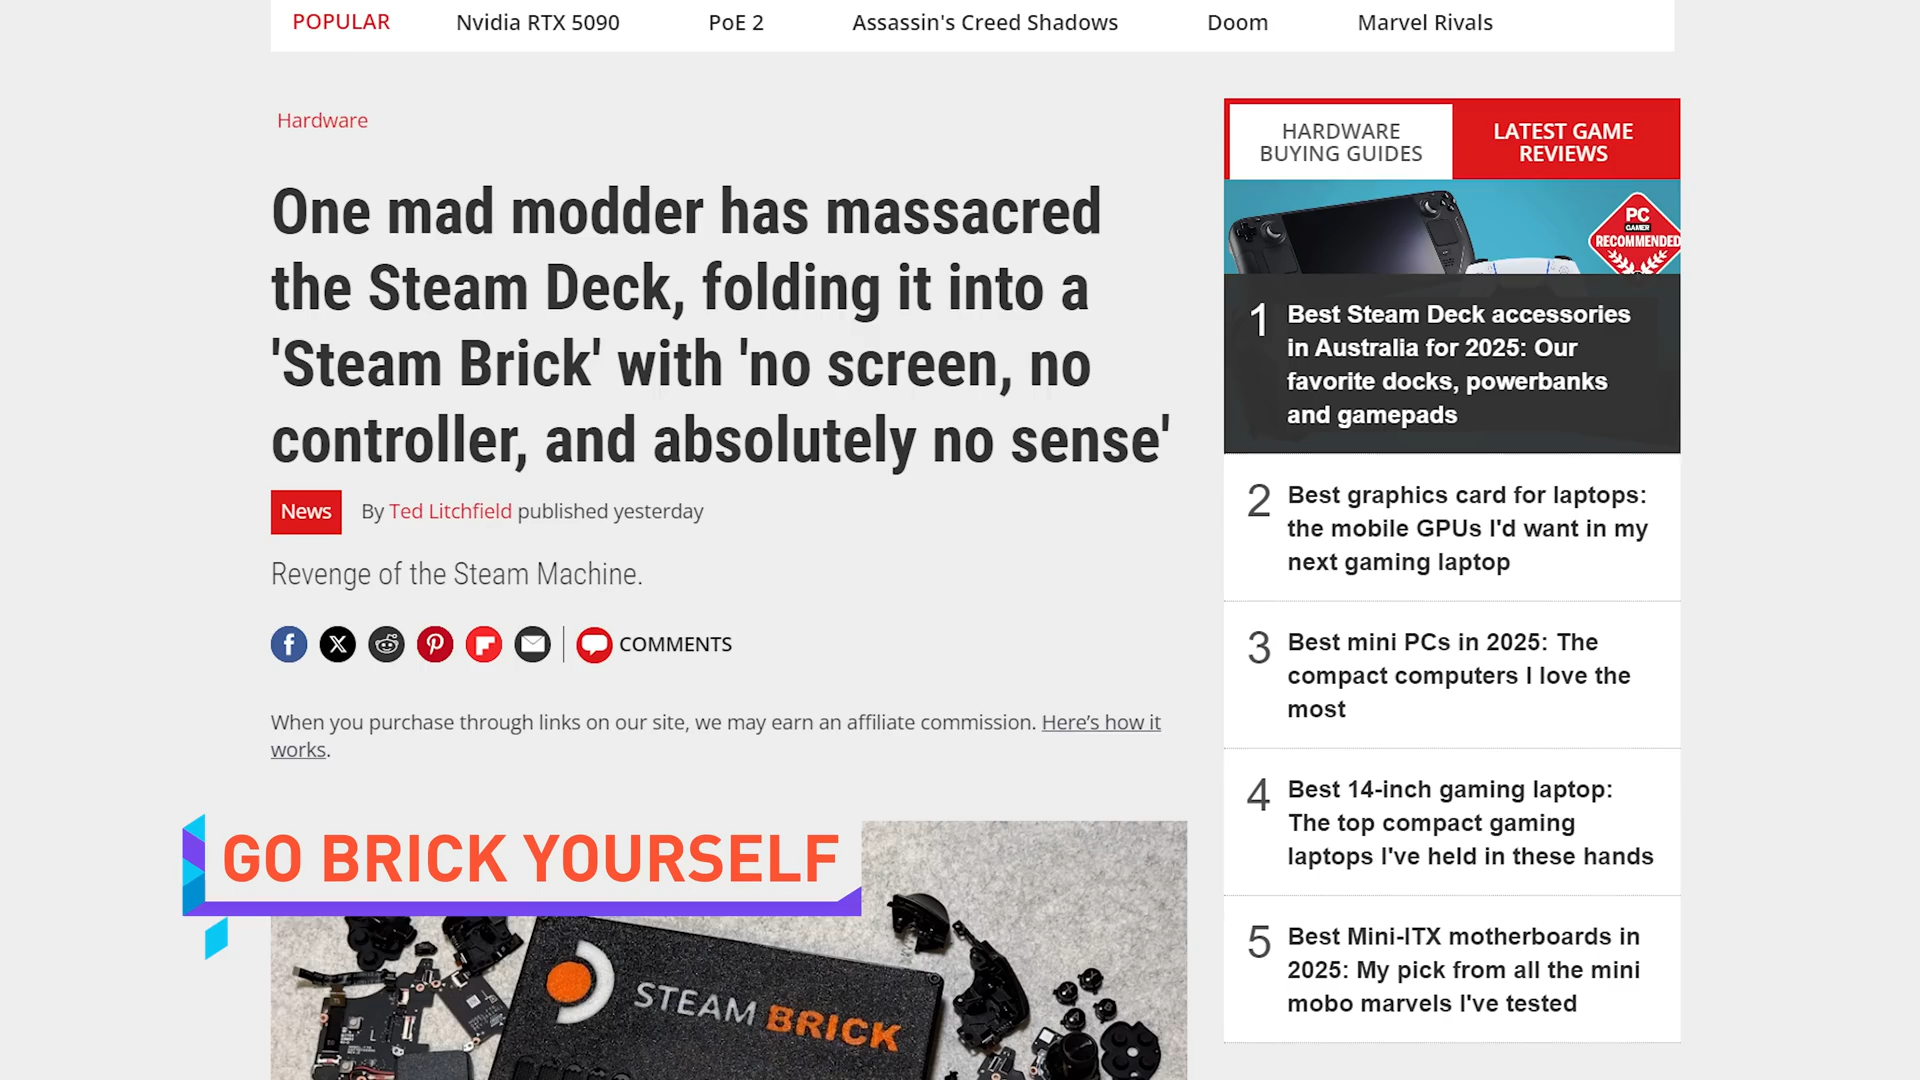 POPULAR Nvidia RTX 5090 PoE 2 Assassin's Creed Shadows Doom Marvel Rivals
Hardware
One mad modder has massacred
the Steam Deck, folding it into a
'Steam Brick' with 'no screen, no
controller, and absolutely no sense'
News By Ted Litchfield published yesterday
Revenge of the Steam Machine.
COMMENTS
When you purchase through links on our site, we may earn an affiliate commission. Here’s how it
works.
GO BRICK YOURSELF
STEAM BRICK
HARDWARE
BUYING GUIDES
LATEST GAME
REVIEWS
PC
GAMER
RECOMMENDED
1 Best Steam Deck accessories
in Australia for 2025: Our
favorite docks, powerbanks
and gamepads
2 Best graphics card for laptops:
the mobile GPUs I'd want in my
next gaming laptop
3 Best mini PCs in 2025: The
compact computers I love the
most
4 Best 14-inch gaming laptop:
The top compact gaming
laptops I've held in these hands
5 Best Mini-ITX motherboards in
2025: My pick from all the mini
mobo marvels I've tested